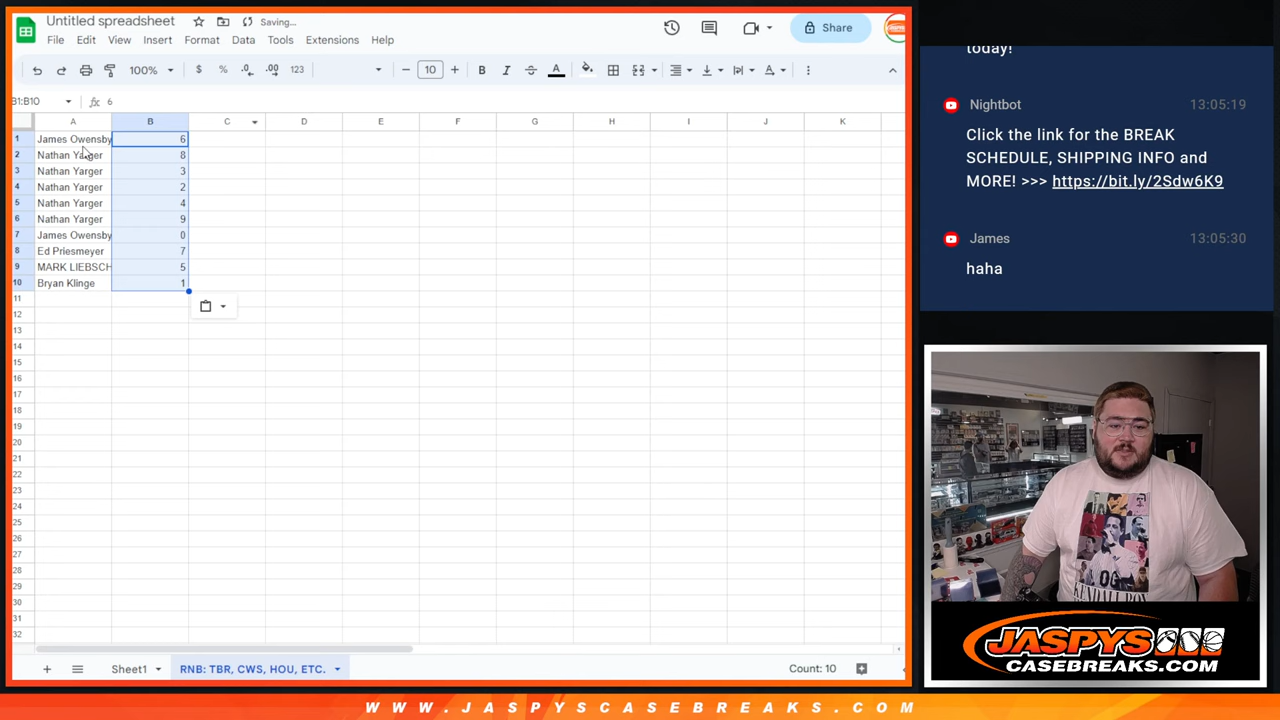 Untitled spreadsheet
Saving...
File Edit View Insert Format Data Tools Extensions Help
Share
100% $ % .0 .00 123 10 B I A
B1:B10 fx 6
A B C D E F G H I J K
1 James Owensby 6
2 Nathan Yarger 8
3 Nathan Yarger 3
4 Nathan Yarger 2
5 Nathan Yarger 4
6 Nathan Yarger 9
7 James Owensby 0
8 Ed Priesmeyer 7
9 MARK LIEBSCH 5
10 Bryan Klinge 1
11
12
13
14
15
16
17
18
19
20
21
22
23
24
25
26
27
28
29
30
31
32
Sheet1 RNB: TBR, CWS, HOU, ETC. Count: 10
today!
Nightbot 13:05:19
Click the link for the BREAK
SCHEDULE, SHIPPING INFO and
MORE! >>> https://bit.ly/2Sdw6K9
James 13:05:30
haha
JASPYS
CASEBREAKS.COM
WWW.JASPYSCASEBREAKS.COM